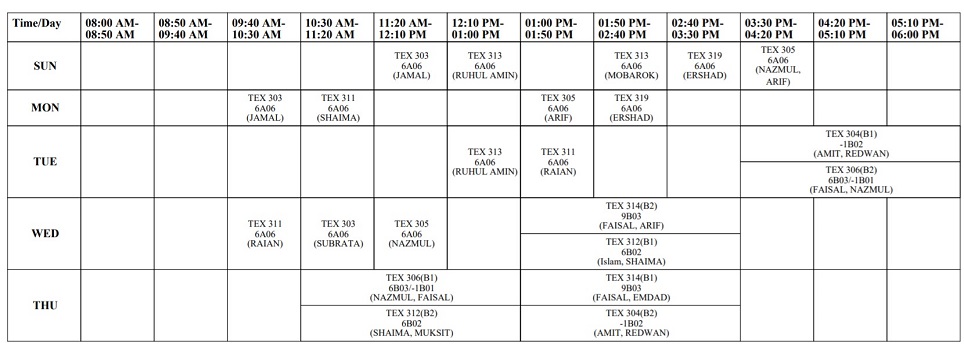 Time/Day
08:00 AM-
08:50 AM
08:50 AM-
09:40 AM
09:40 AM-
10:30 AM
10:30 AM-
11:20 AM
11:20 AM-
12:10 PM
12:10 PM-
01:00 PM
01:00 PM-
01:50 PM
01:50 PM-
02:40 PM
02:40 PM-
03:30 PM
03:30 PM-
04:20 PM
04:20 PM-
05:10 PM
05:10 PM-
06:00 PM
SUN
TEX 303
6A06
(JAMAL)
TEX 313
6A06
(RUHUL AMIN)
TEX 313
6A06
(MOBAROK)
TEX 319
6A06
(ERSHAD)
TEX 305
6A06
(NAZMUL,
ARIF)
MON
TEX 303
6A06
(JAMAL)
TEX 311
6A06
(SHAIMA)
TEX 305
6A06
(ARIF)
TEX 319
6A06
(ERSHAD)
TUE
TEX 313
6A06
(RUHUL AMIN)
TEX 311
6A06
(RAIAN)
TEX 304(B1)
-1B02
(AMIT, REDWAN)
TEX 306(B2)
6B03/-1B01
(FAISAL, NAZMUL)
WED
TEX 311
6A06
(RAIAN)
TEX 303
6A06
(SUBRATA)
TEX 305
6A06
(NAZMUL)
TEX 314(B2)
9B03
(FAISAL, ARIF)
TEX 312(B1)
6B02
(Islam, SHAIMA)
THU
TEX 306(B1)
6B03/-1B01
(NAZMUL, FAISAL)
TEX 312(B2)
6B02
(SHAIMA, MUKSIT)
TEX 314(B1)
9B03
(FAISAL, EMDAD)
TEX 304(B2)
-1B02
(AMIT, REDWAN)